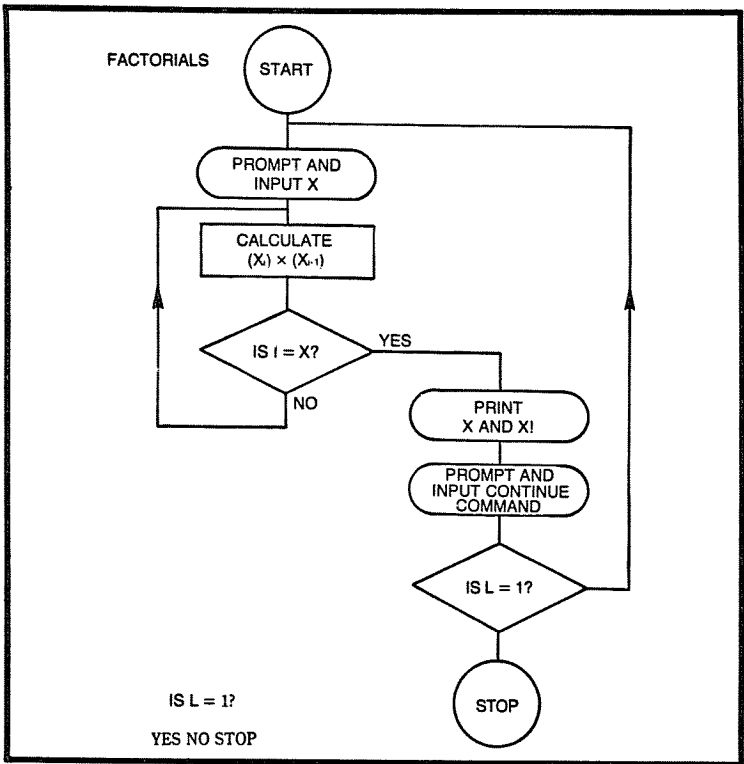 FACTORIALS
START
PROMPT AND
INPUT X
CALCULATE
(Xᵢ) × (Xᵢ₋₁)
IS I = X?
YES
NO
PRINT
X AND X!
PROMPT AND
INPUT CONTINUE
COMMAND
IS L = 1?
STOP
IS L = 1?
YES NO STOP